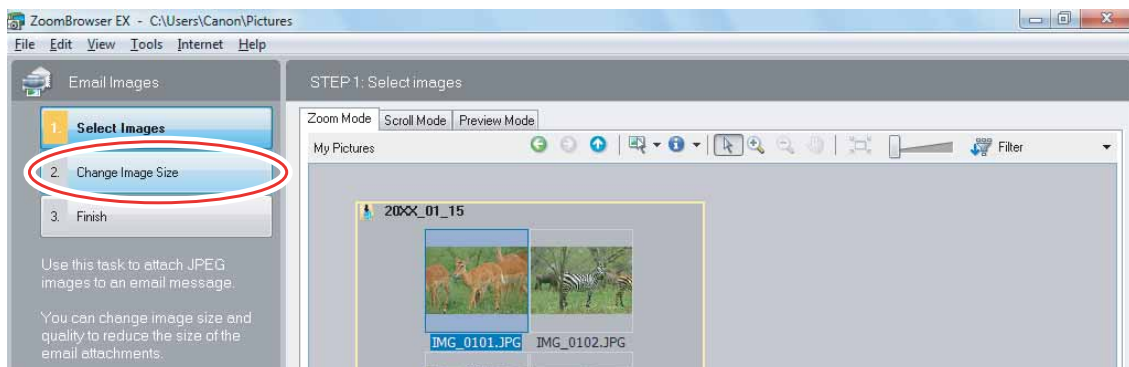 ZoomBrowser EX - C:\Users\Canon\Pictures
File Edit View Tools Internet Help
Email Images
STEP 1: Select images
1. Select Images
2. Change Image Size
3. Finish
Use this task to attach JPEG
images to an email message.
You can change image size and
quality to reduce the size of the
email attachments.
Zoom Mode Scroll Mode Preview Mode
My Pictures
Filter
20XX_01_15
IMG_0101.JPG IMG_0102.JPG